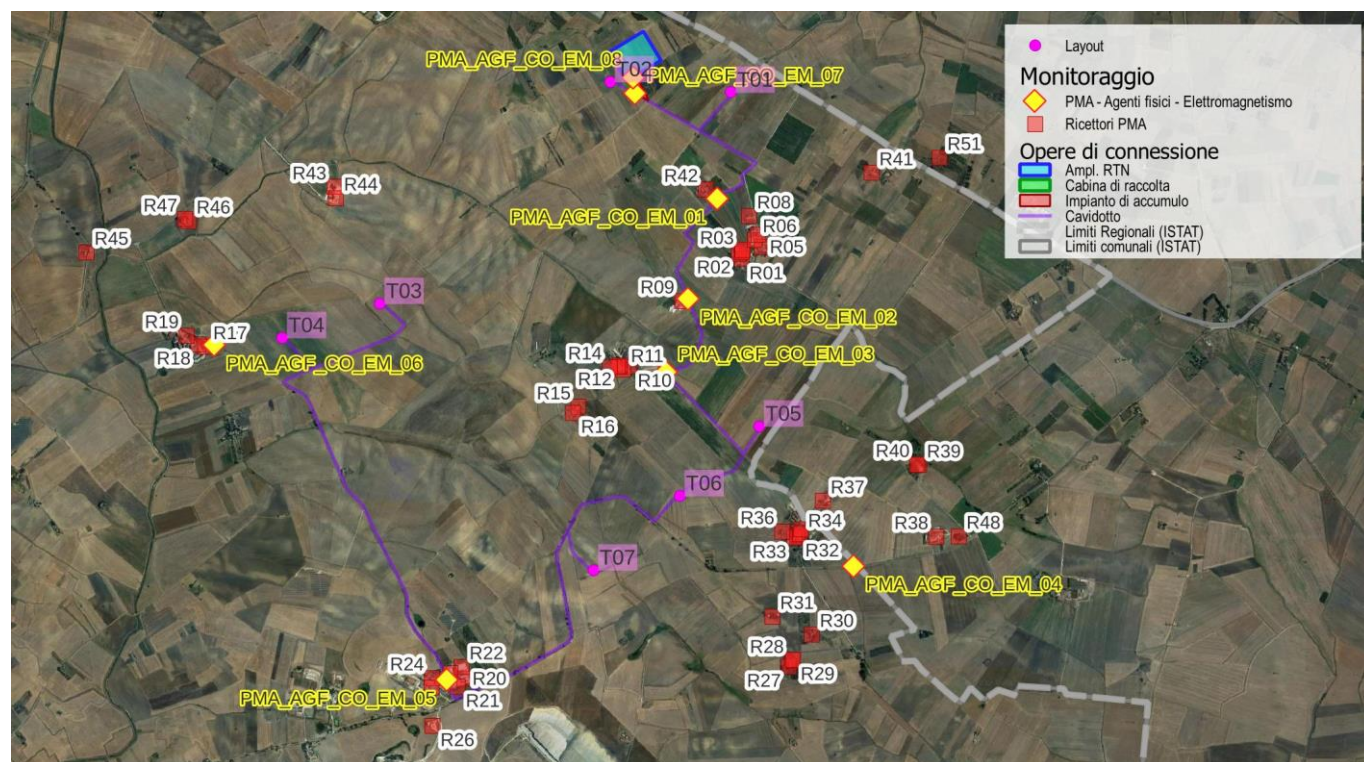 PMA_AGF_CO_EM_08
T02
PMA_AGF_CO_EM_07
T01
Layout
Monitoraggio
PMA - Agenti fisici - Elettromagnetismo
Ricettori PMA
Opere di connessione
Ampl. RTN
Cabina di raccolta
Impianto di accumulo
Cavidotto
Limiti Regionali (ISTAT)
Limiti comunali (ISTAT)
R51
R41
R43
R44
R42
R08
PMA_AGF_CO_EM_01
R47
R46
R06
R03
R05
R45
R02
R01
R09
T03
PMA_AGF_CO_EM_02
R19
R17
T04
R18
PMA_AGF_CO_EM_06
PMA_AGF_CO_EM_03
R14
R11
R12
R10
R15
R16
T05
R40
R39
T06
R37
R36
R34
R38
R48
R33
R32
T07
PMA_AGF_CO_EM_04
R31
R30
R28
R22
R24
R20
R27
R29
PMA_AGF_CO_EM_05
R21
R26